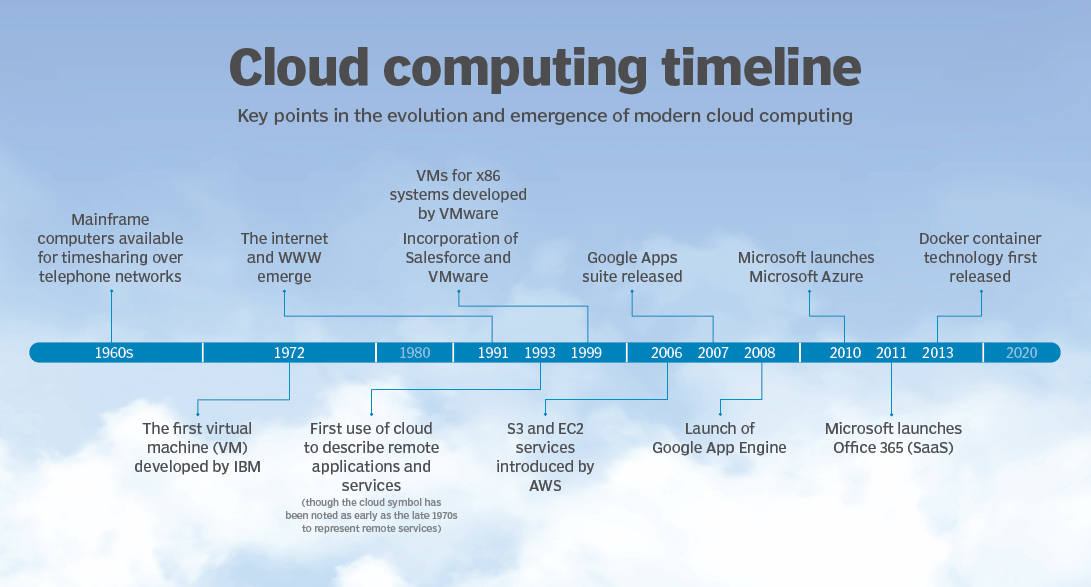 Cloud computing timeline
Key points in the evolution and emergence of modern cloud computing
Mainframe
computers available
for timesharing over
telephone networks
The internet
and WWW
emerge
VMs for x86
systems developed
by VMware
Incorporation of
Salesforce and
VMware
Google Apps
suite released
Microsoft launches
Microsoft Azure
Docker container
technology first
released
1960s 1972 1980 1991 1993 1999 2006 2007 2008 2010 2011 2013 2020
The first virtual
machine (VM)
developed by IBM
First use of cloud
to describe remote
applications and
services
(though the cloud symbol has
been noted as early as the late 1970s
to represent remote services)
S3 and EC2
services
introduced by
AWS
Launch of
Google App Engine
Microsoft launches
Office 365 (SaaS)